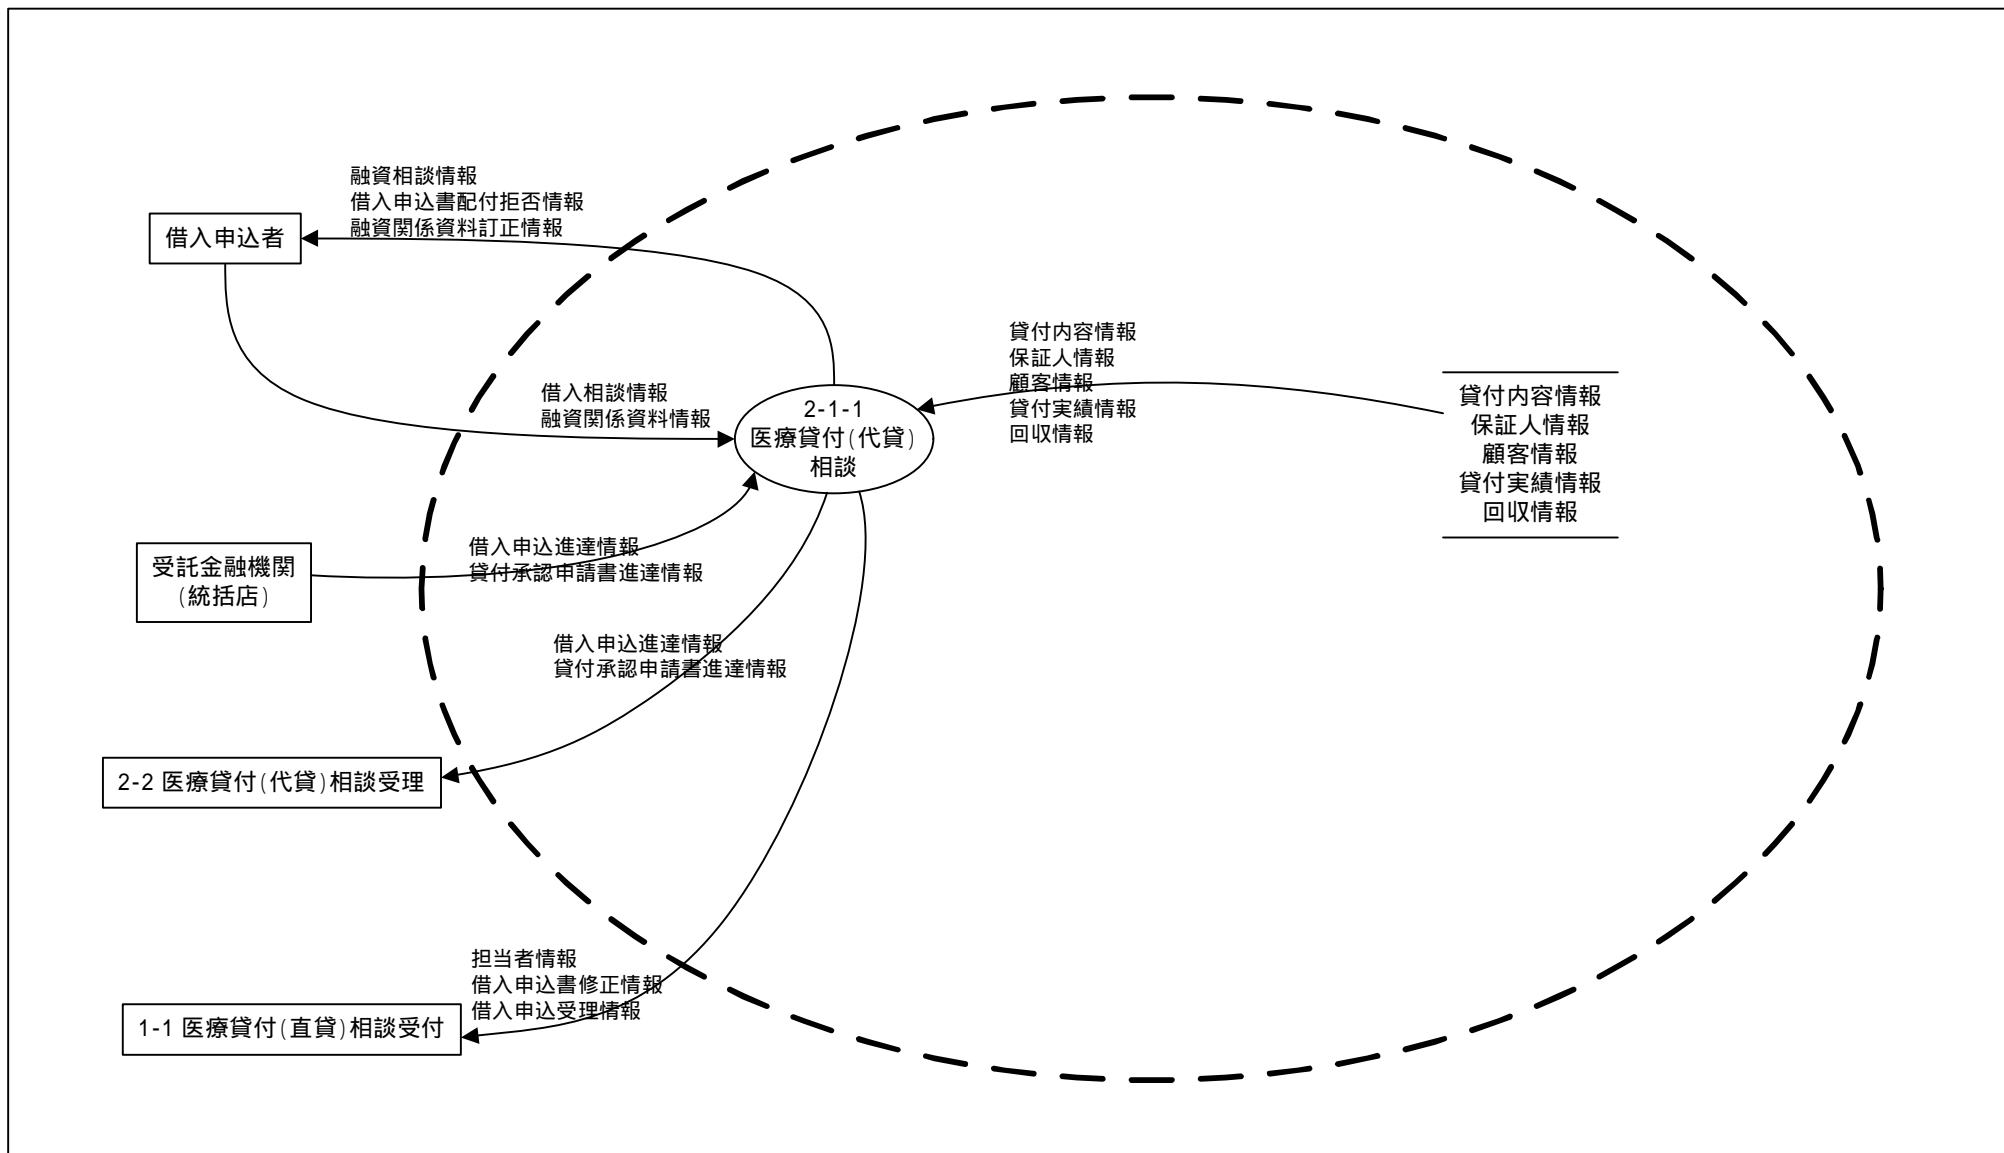 融資相談情報
借入申込書配付拒否情報
融資関係資料訂正情報
借入申込者
借入相談情報
融資関係資料情報
2-1-1
医療貸付(代貸)
相談
貸付内容情報
保証人情報
顧客情報
貸付実績情報
回収情報
貸付内容情報
保証人情報
顧客情報
貸付実績情報
回収情報
受託金融機関
(統括店)
借入申込進達情報
貸付承認申請書進達情報
借入申込進達情報
貸付承認申請書進達情報
2-2 医療貸付(代貸)相談受理
担当者情報
借入申込書修正情報
借入申込受理情報
1-1 医療貸付(直貸)相談受付